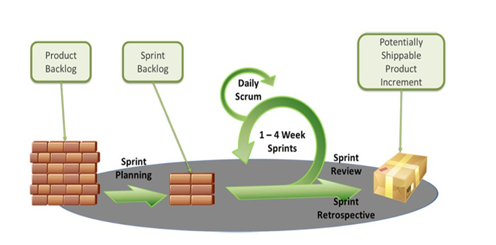 Product
Backlog
Sprint
Backlog
Potentially
Shippable
Product
Increment
Daily
Scrum
1 – 4 Week
Sprints
Sprint
Planning
Sprint
Review
Sprint
Retrospective